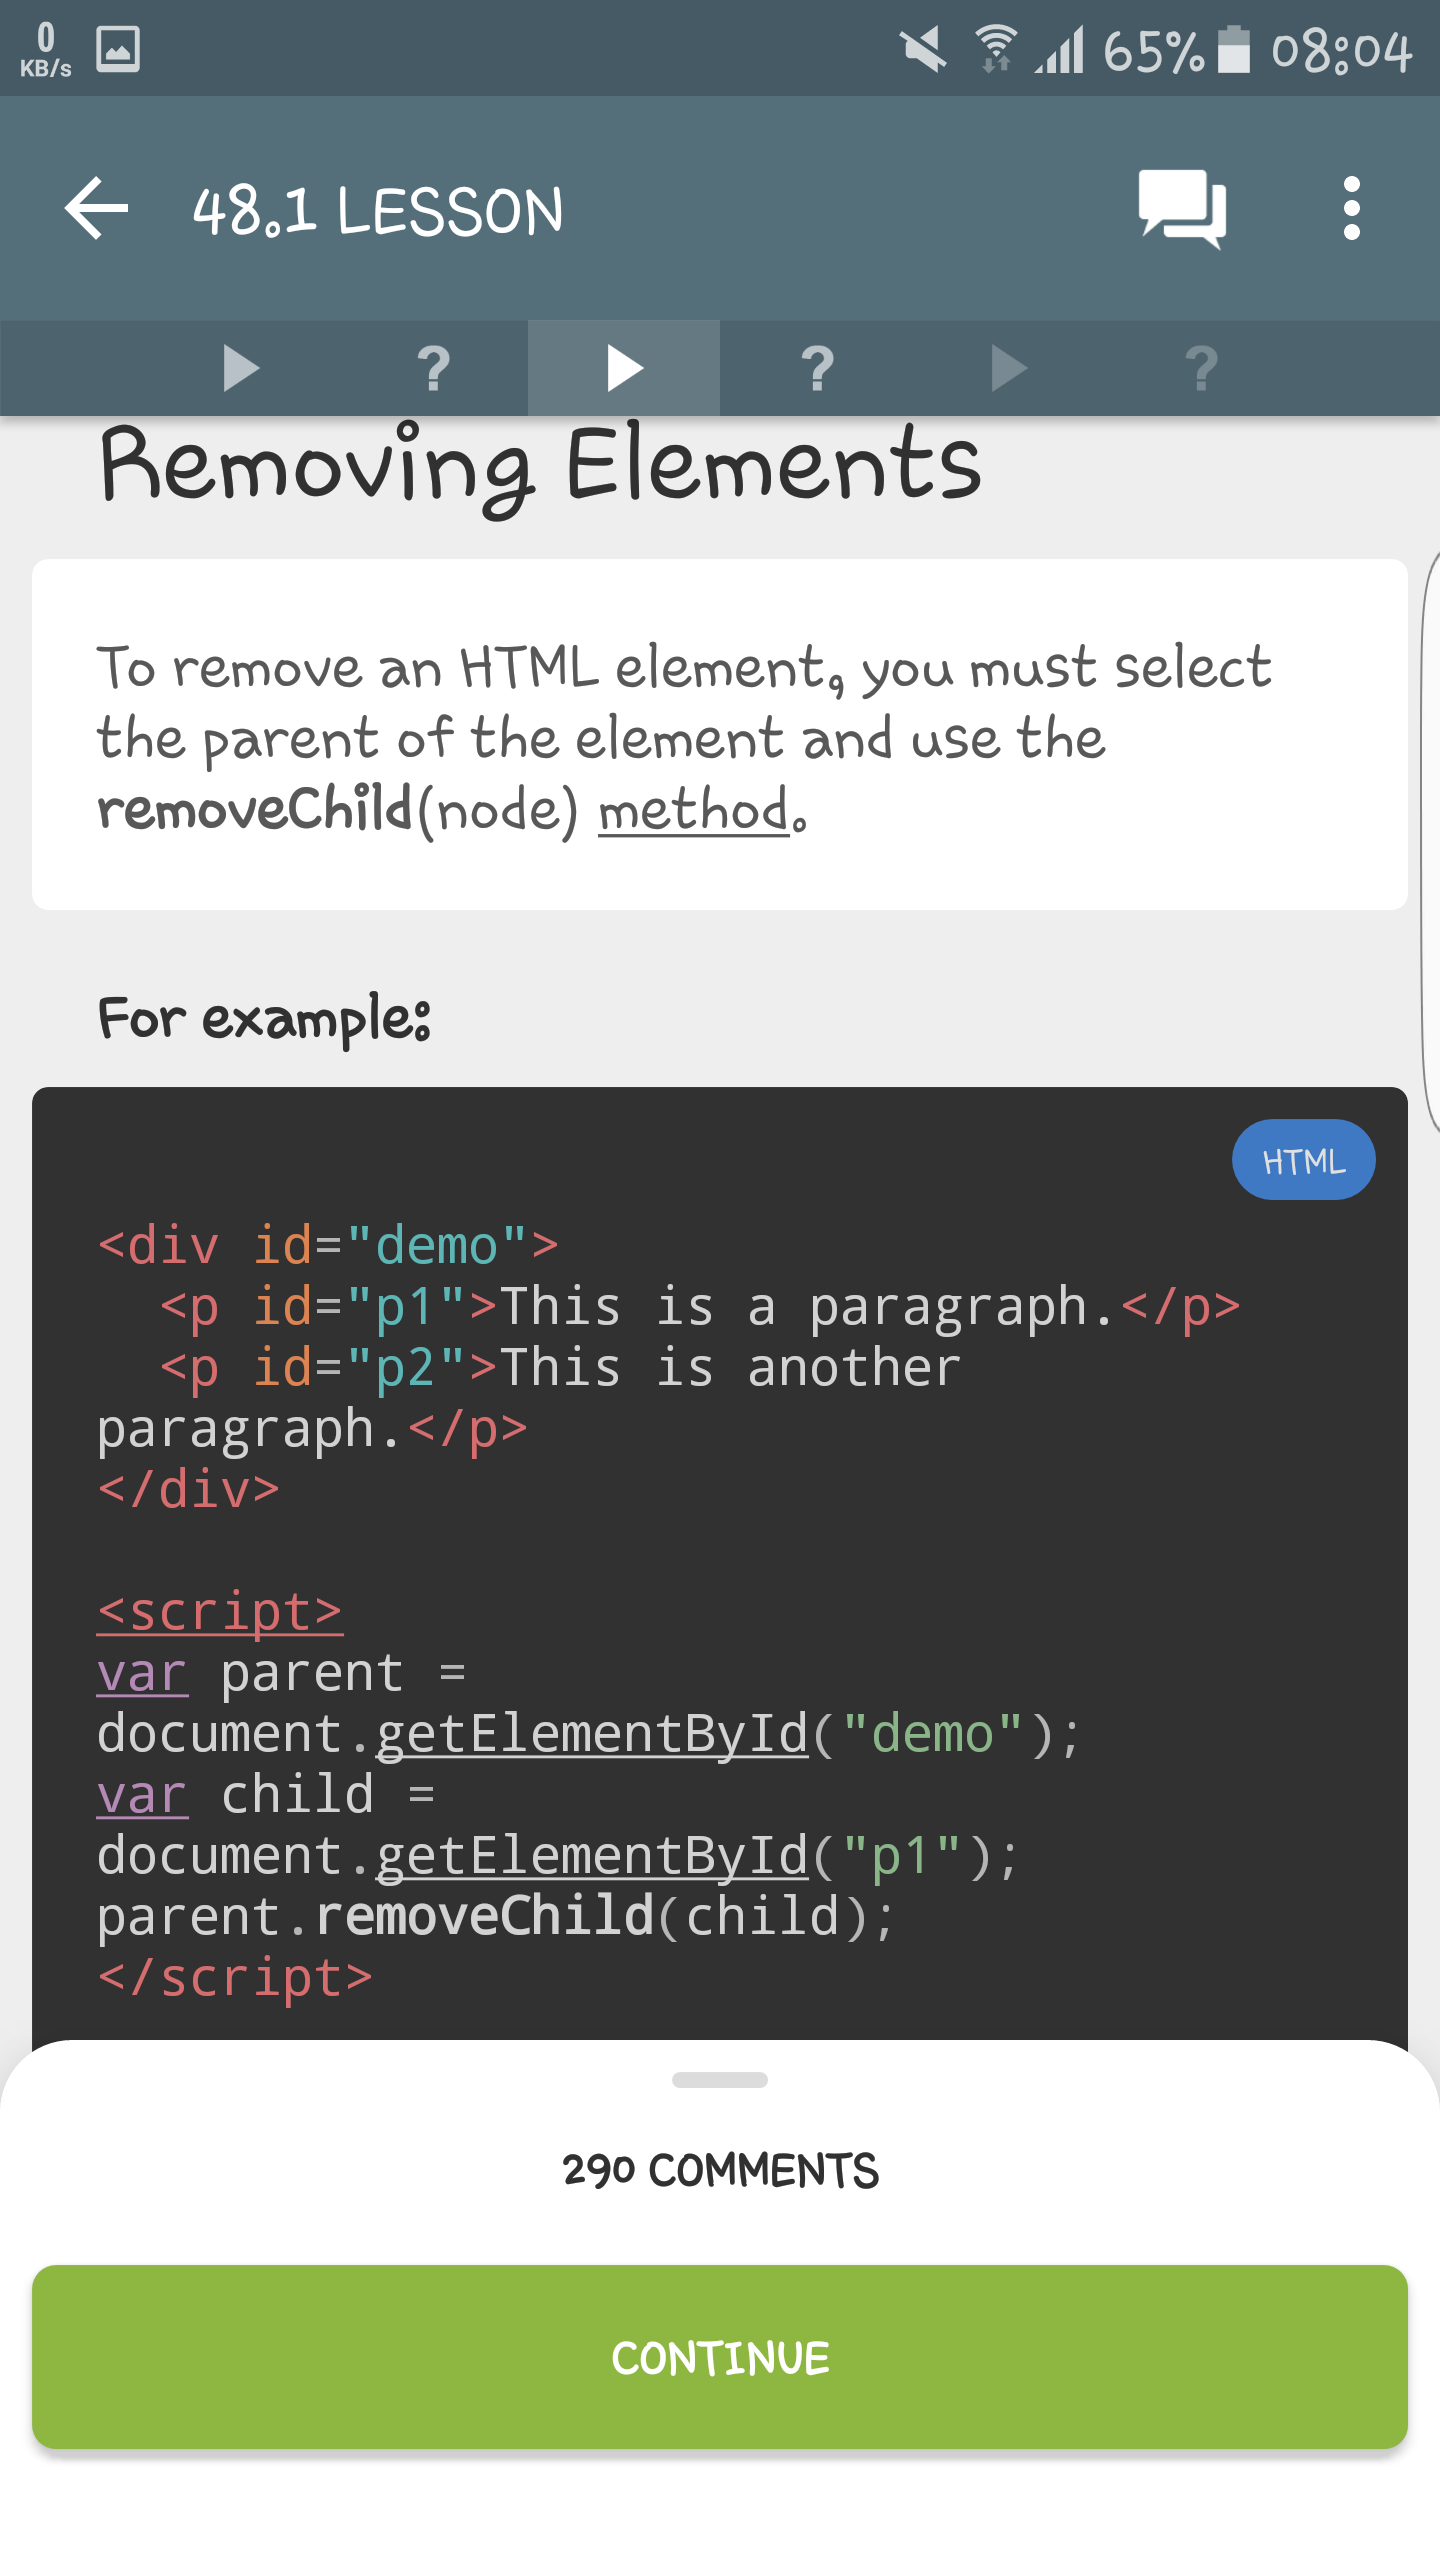 0
KB/s
65%
08:04
48.1 LESSON
?
?
?
Removing Elements
To remove an HTML element, you must select
the parent of the element and use the
removeChild(node) method.
For example:
HTML
<div id="demo">
  <p id="p1">This is a paragraph.</p>
  <p id="p2">This is another
paragraph.</p>
</div>
<script>
var parent =
document.getElementById("demo");
var child =
document.getElementById("p1");
parent.removeChild(child);
</script>
290 COMMENTS
CONTINUE